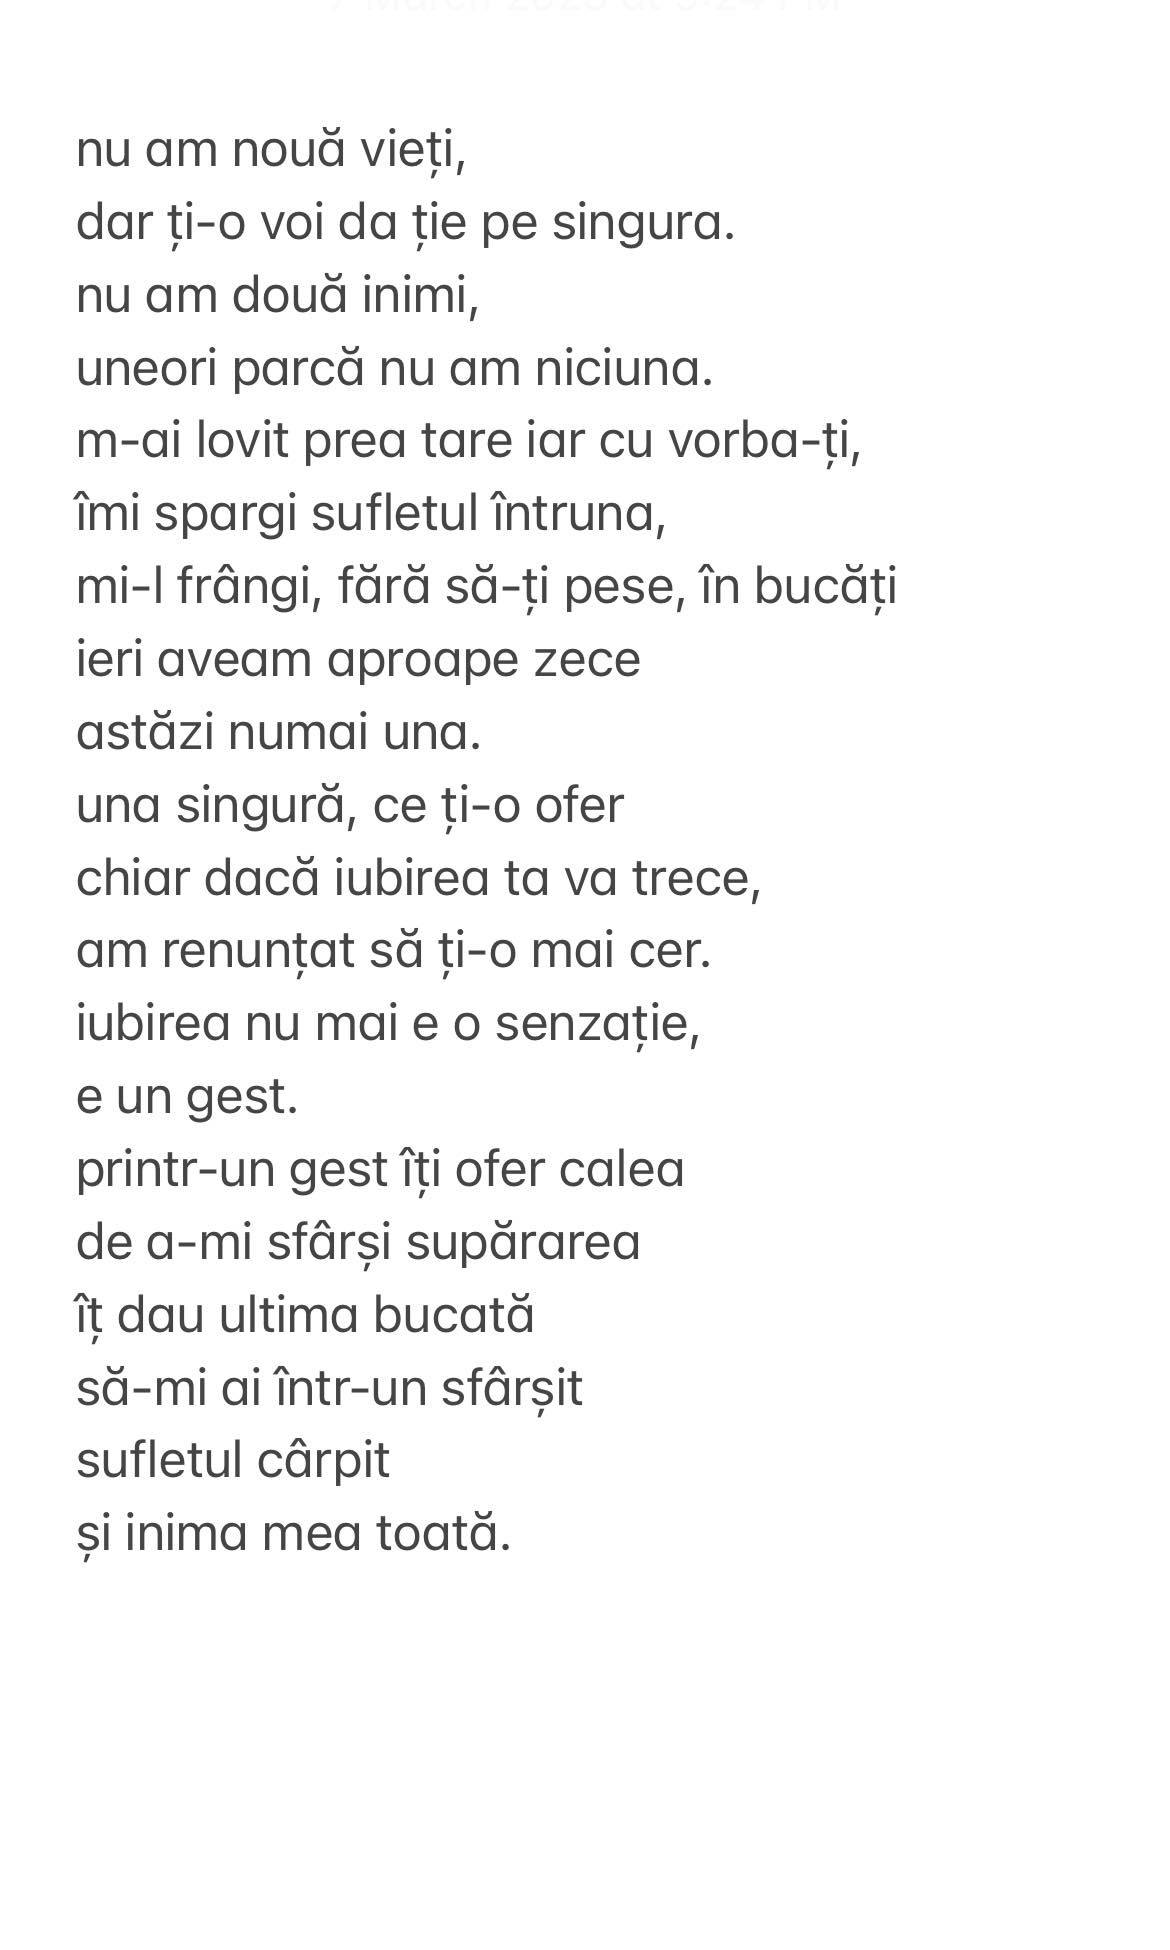 7 March 2023 at 9:24 PM
nu am nouă vieți,
dar ți-o voi da ție pe singura.
nu am două inimi,
uneori parcă nu am niciuna.
m-ai lovit prea tare iar cu vorba-ți,
îmi spargi sufletul întruna,
mi-l frângi, fără să-ți pese, în bucăți
ieri aveam aproape zece
astăzi numai una.
una singură, ce ți-o ofer
chiar dacă iubirea ta va trece,
am renunțat să ți-o mai cer.
iubirea nu mai e o senzație,
e un gest.
printr-un gest îți ofer calea
de a-mi sfârși supărarea
îț dau ultima bucată
să-mi ai într-un sfârșit
sufletul cârpit
și inima mea toată.